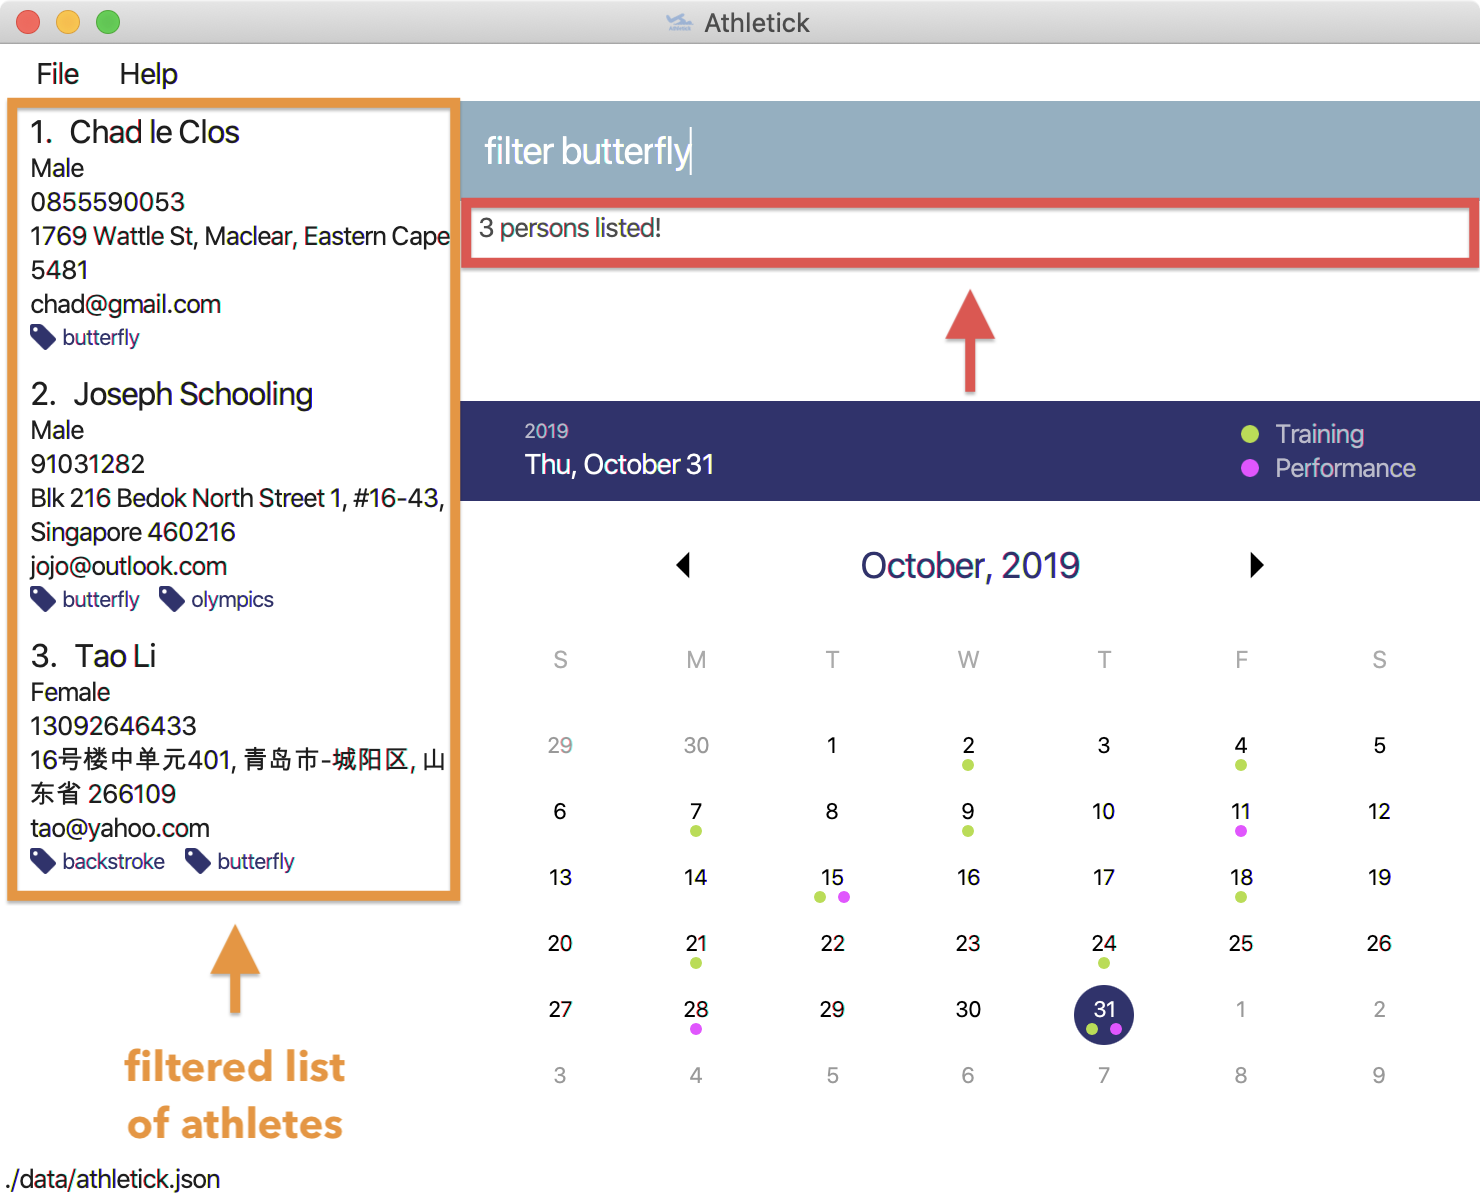 Athletick
File Help
1. Chad le Clos
Male
0855590053
1769 Wattle St, Maclear, Eastern Cape
5481
chad@gmail.com
butterfly
2. Joseph Schooling
Male
91031282
Blk 216 Bedok North Street 1, #16-43,
Singapore 460216
jojo@outlook.com
butterfly olympics
3. Tao Li
Female
13092646433
16号楼中单元401, 青岛市-城阳区, 山
东省 266109
tao@yahoo.com
backstroke butterfly
filtered list
of athletes
filter butterfly
3 persons listed!
2019
Thu, October 31
Training
Performance
October, 2019
S M T W T F S
29 30 1 2 3 4 5
6 7 8 9 10 11 12
13 14 15 16 17 18 19
20 21 22 23 24 25 26
27 28 29 30 31 1 2
3 4 5 6 7 8 9
./data/athletick.json